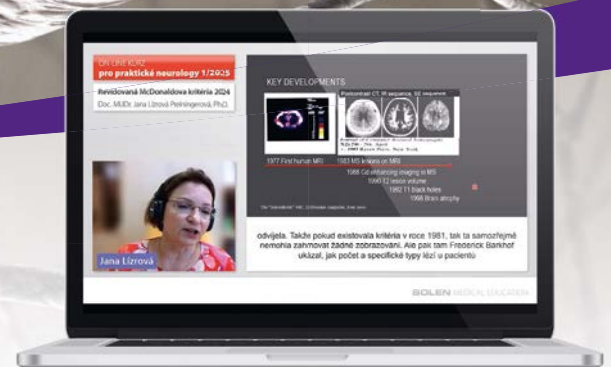 ON-LINE KURZ
pro praktické neurology 1/2025
Revidovaná McDonaldova kritéria 2024
Doc. MUDr. Jana Lízrová Preiningerová, Ph.D.
KEY DEVELOPMENTS
Postcontrast CT, IR sequence, SE sequence
1977 First human MRI
1983 MS lesions on MRI
1988 Gd enhancing imaging in MS
1990 T2 lesion volume
1992 T1 black holes
1998 Brain atrophy
odvíjela. Takže pokud existovala kritéria v roce 1981, tak ta samozřejmě
nemohla zahrnovat žádné zobrazování. Ale pak tam Frederick Barkhof
ukázal, jak počet a specifické typy lézí u pacientů
Jana Lízrová
SOLEN MEDICAL EDUCATION